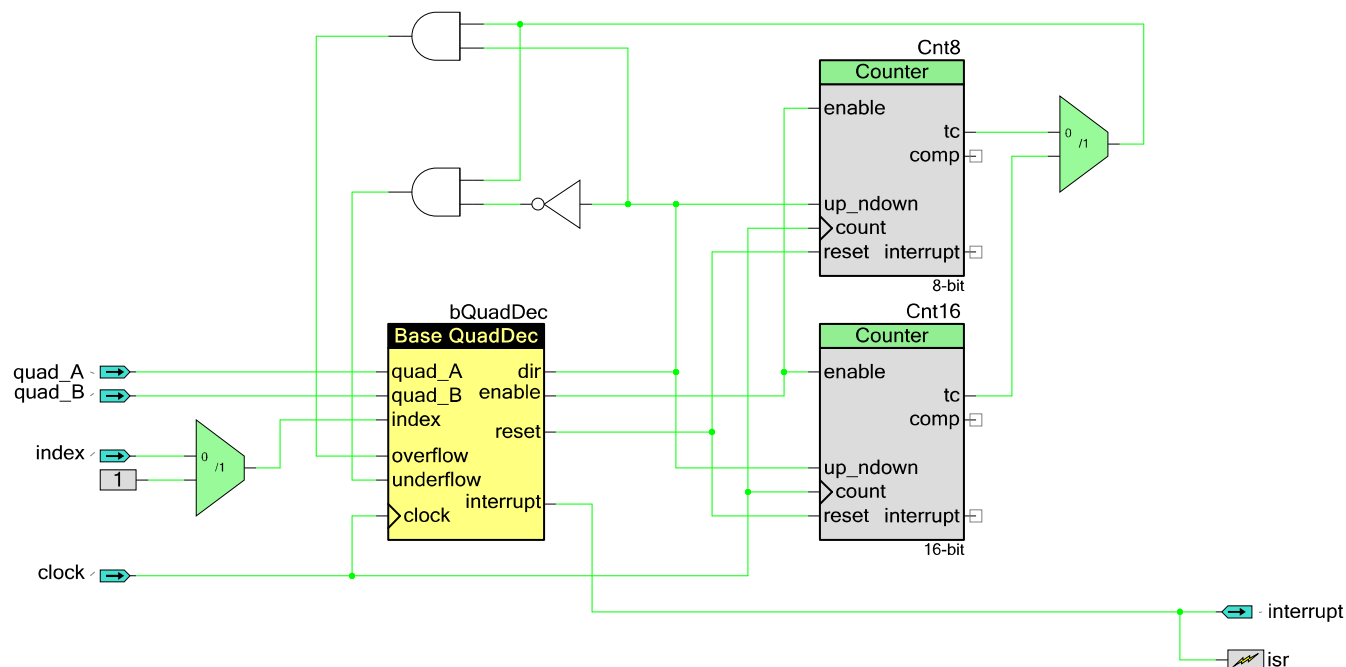 Cnt8
Counter
enable
tc
comp
up_ndown
count
reset
interrupt
8-bit
0
/1
bQuadDec
Base QuadDec
quad_A
quad_B
index
overflow
underflow
clock
dir
enable
reset
interrupt
Cnt16
Counter
enable
tc
comp
up_ndown
count
reset
interrupt
16-bit
quad_A
quad_B
index
1
0
/1
clock
interrupt
isr